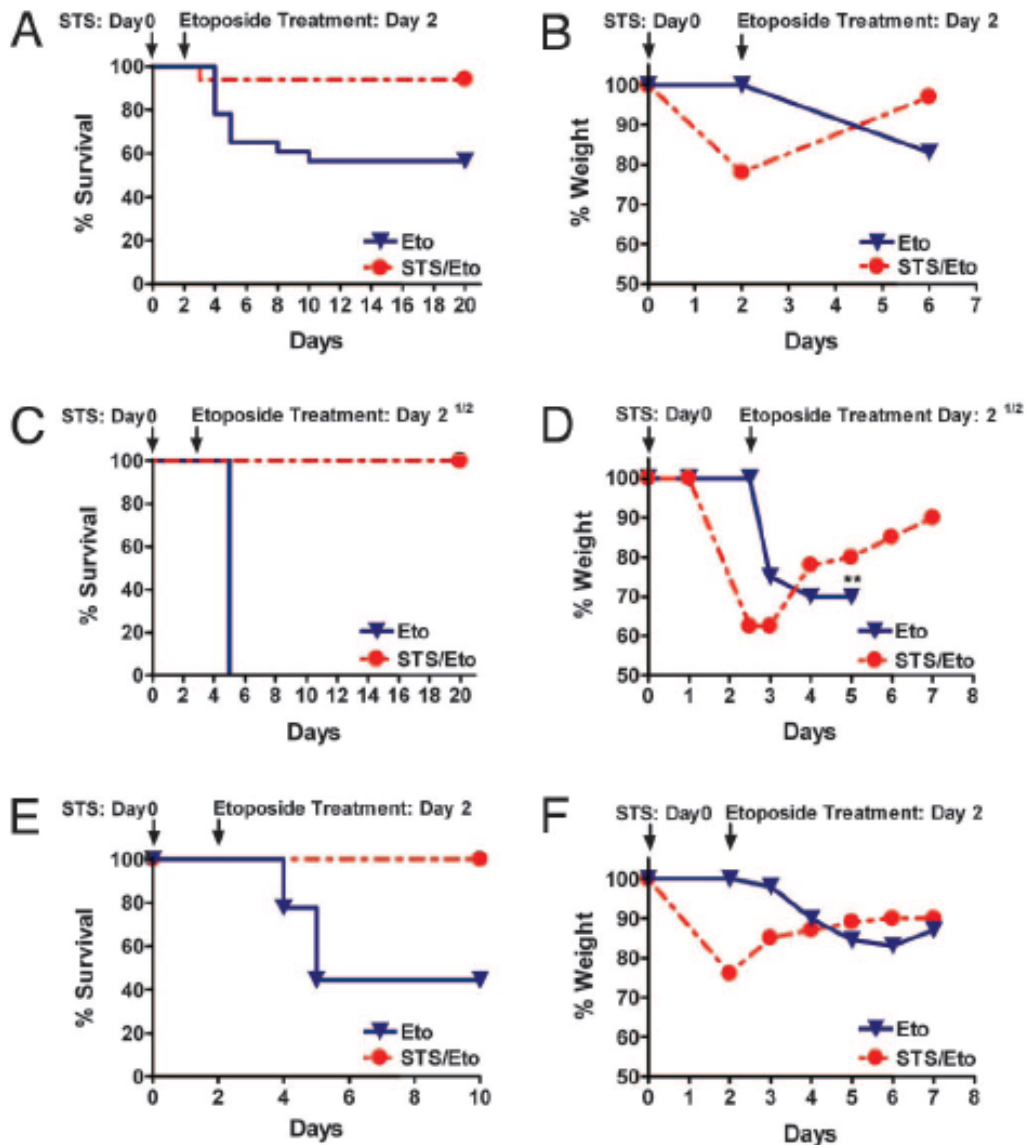 A
STS: Day0 Etoposide Treatment: Day 2
% Survival
100
80
60
40
20
0
Eto
STS/Eto
0 2 4 6 8 10 12 14 16 18 20
Days
B
STS: Day0 Etoposide Treatment: Day 2
% Weight
100
90
80
70
60
50
Eto
STS/Eto
0 1 2 3 4 5 6 7
Days
C
STS: Day0 Etoposide Treatment: Day 2 1/2
% Survival
100
80
60
40
20
0
Eto
STS/Eto
0 2 4 6 8 10 12 14 16 18 20
Days
D
STS: Day0 Etoposide Treatment Day: 2 1/2
% Weight
100
90
80
70
60
50
**
Eto
STS/Eto
0 1 2 3 4 5 6 7 8
Days
E
STS: Day0 Etoposide Treatment: Day 2
% Survival
100
80
60
40
20
0
Eto
STS/Eto
0 2 4 6 8 10
Days
F
STS: Day0 Etoposide Treatment: Day 2
% Weight
100
90
80
70
60
50
Eto
STS/Eto
0 1 2 3 4 5 6 7 8
Days